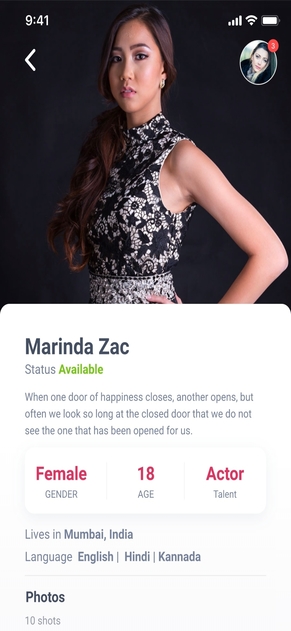 9:41
3
Marinda Zac
Status Available
When one door of happiness closes, another opens, but
often we look so long at the closed door that we do not
see the one that has been opened for us.
Female 18 Actor
GENDER AGE Talent
Lives in Mumbai, India
Language English | Hindi | Kannada
Photos
10 shots